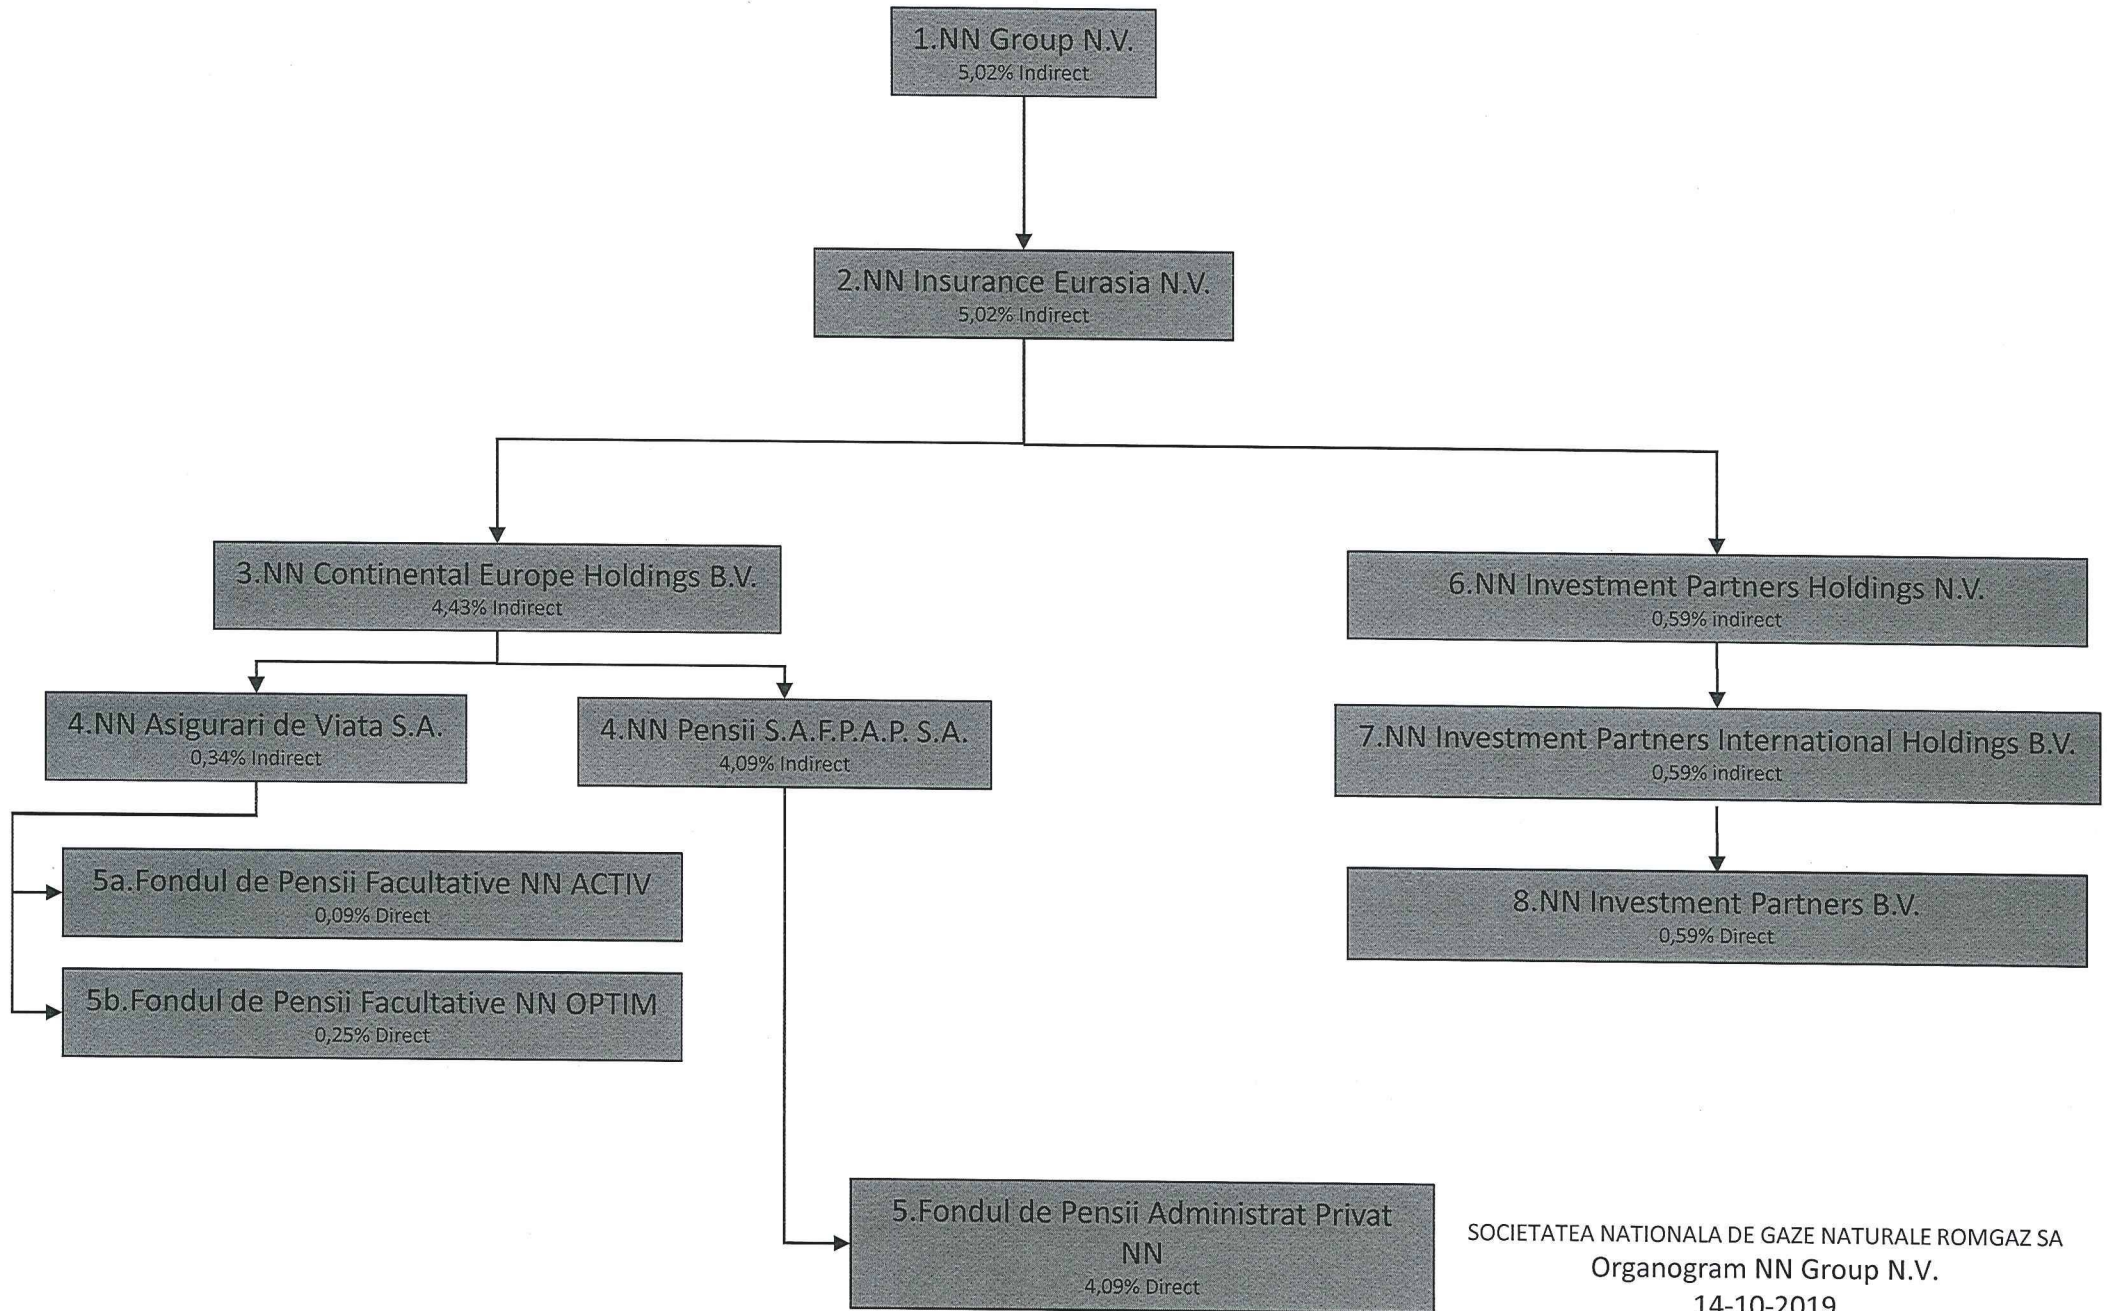 1.NN Group N.V.
5,02% Indirect
2.NN Insurance Eurasia N.V.
5,02% Indirect
3.NN Continental Europe Holdings B.V.
4,43% Indirect
6.NN Investment Partners Holdings N.V.
0,59% indirect
4.NN Asigurari de Viata S.A.
0,34% Indirect
4.NN Pensii S.A.F.P.A.P. S.A.
4,09% Indirect
7.NN Investment Partners International Holdings B.V.
0,59% indirect
5a.Fondul de Pensii Facultative NN ACTIV
0,09% Direct
8.NN Investment Partners B.V.
0,59% Direct
5b.Fondul de Pensii Facultative NN OPTIM
0,25% Direct
5.Fondul de Pensii Administrat Privat
NN
4,09% Direct
SOCIETATEA NATIONALA DE GAZE NATURALE ROMGAZ SA
Organogram NN Group N.V.
14-10-2019